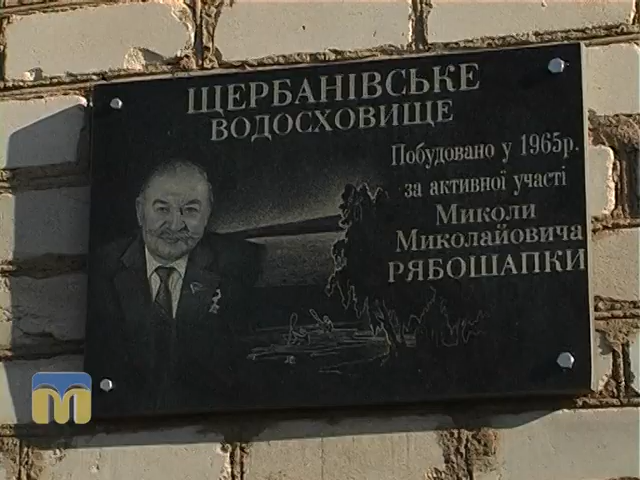 ЩЕРБАНІВСЬКЕ
ВОДОСХОВИЩЕ
Побудовано у 1965р.
за активної участі
Миколи
Миколайовича
РЯБОШАПКИ
М